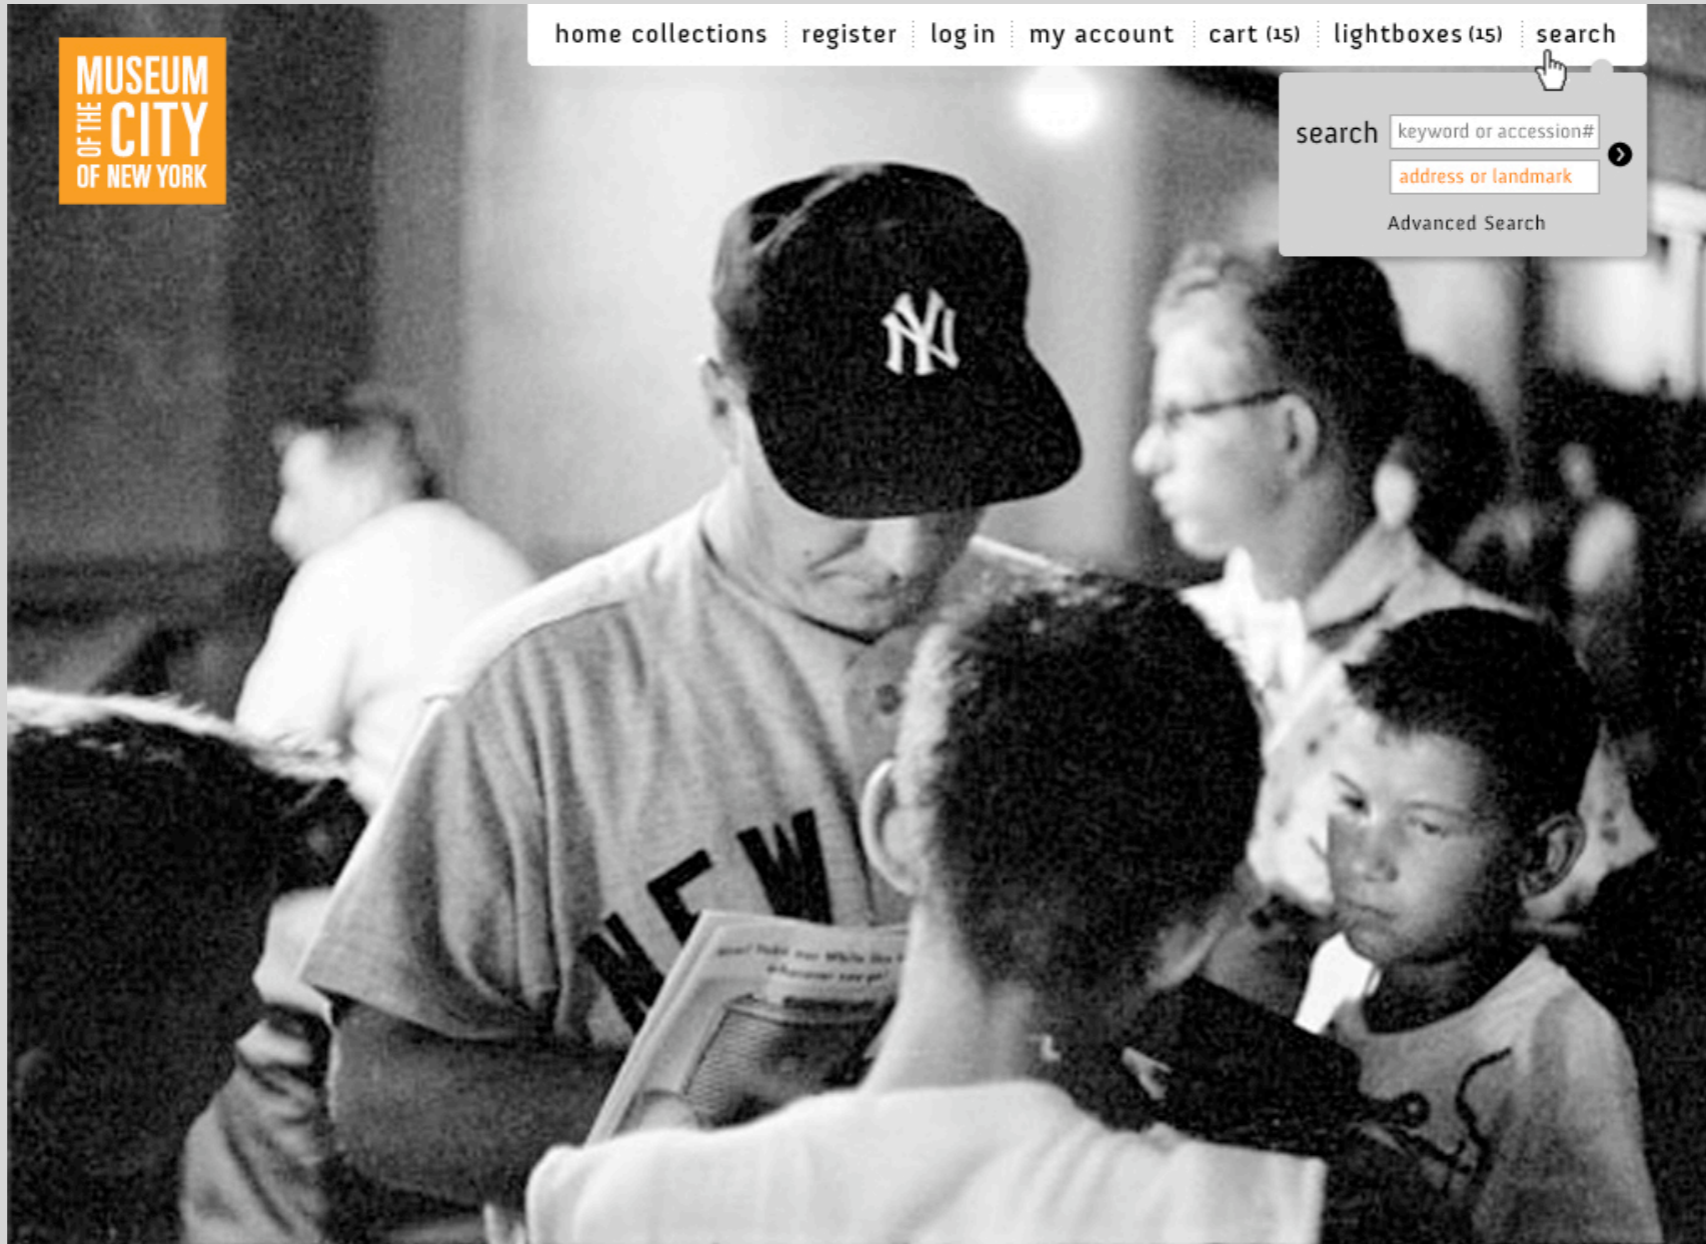 home collections register log in my account cart (15) lightboxes (15) search
MUSEUM
OF THE
CITY
OF NEW YORK
search keyword or accession#
address or landmark
Advanced Search
NY
NEW